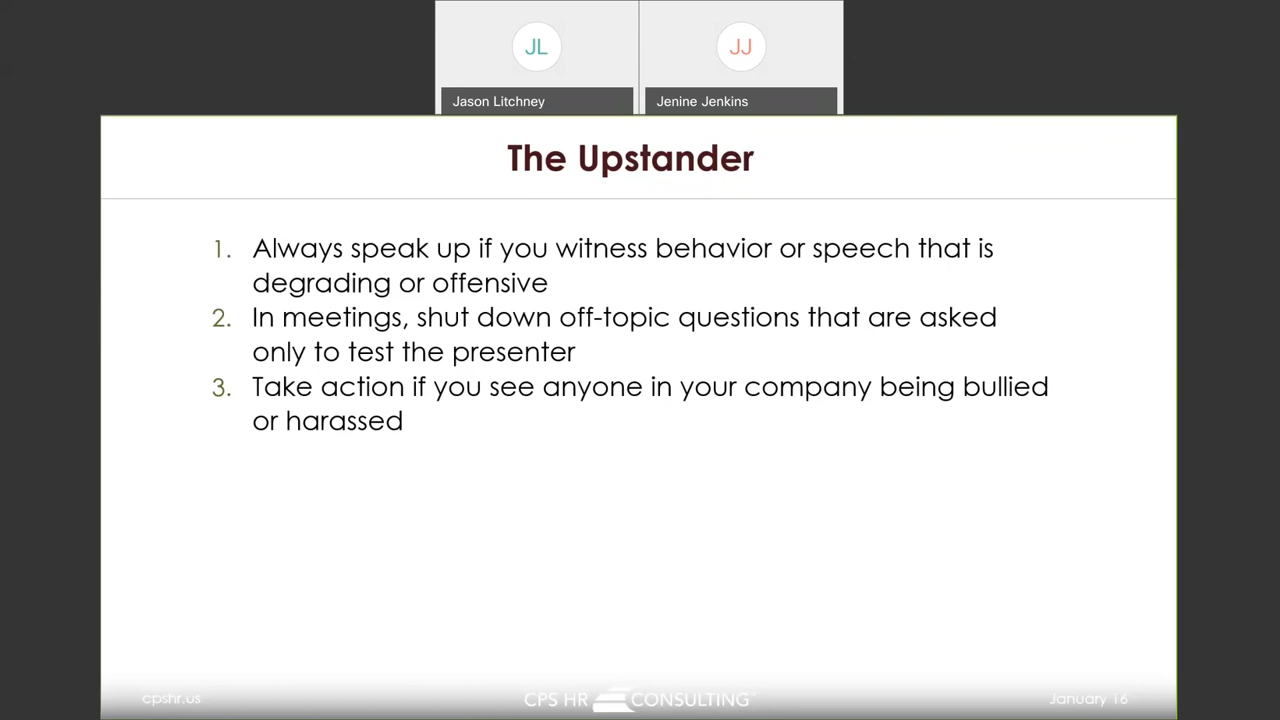 JL
JJ
Jason Litchney
Jenine Jenkins
The Upstander
1. Always speak up if you witness behavior or speech that is
degrading or offensive
2. In meetings, shut down off-topic questions that are asked
only to test the presenter
3. Take action if you see anyone in your company being bullied
or harassed
cpshr.us
CPS HR CONSULTING™
January 16